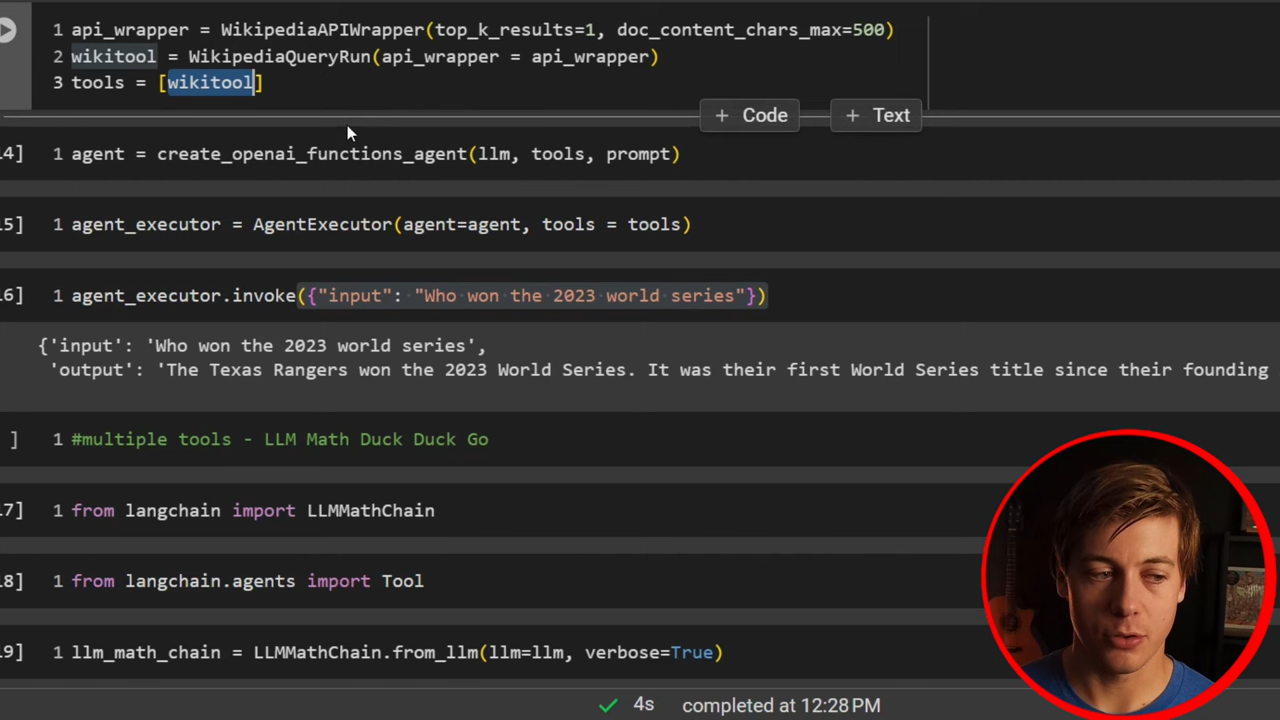 1 api_wrapper = WikipediaAPIWrapper(top_k_results=1, doc_content_chars_max=500)
2 wikitool = WikipediaQueryRun(api_wrapper = api_wrapper)
3 tools = [wikitool]
+ Code + Text
14] 1 agent = create_openai_functions_agent(llm, tools, prompt)
15] 1 agent_executor = AgentExecutor(agent=agent, tools = tools)
16] 1 agent_executor.invoke({"input": "Who won the 2023 world series"})
{'input': 'Who won the 2023 world series',
'output': 'The Texas Rangers won the 2023 World Series. It was their first World Series title since their founding
] 1 #multiple tools - LLM Math Duck Duck Go
17] 1 from langchain import LLMMathChain
18] 1 from langchain.agents import Tool
19] 1 llm_math_chain = LLMMathChain.from_llm(llm=llm, verbose=True)
4s completed at 12:28 PM